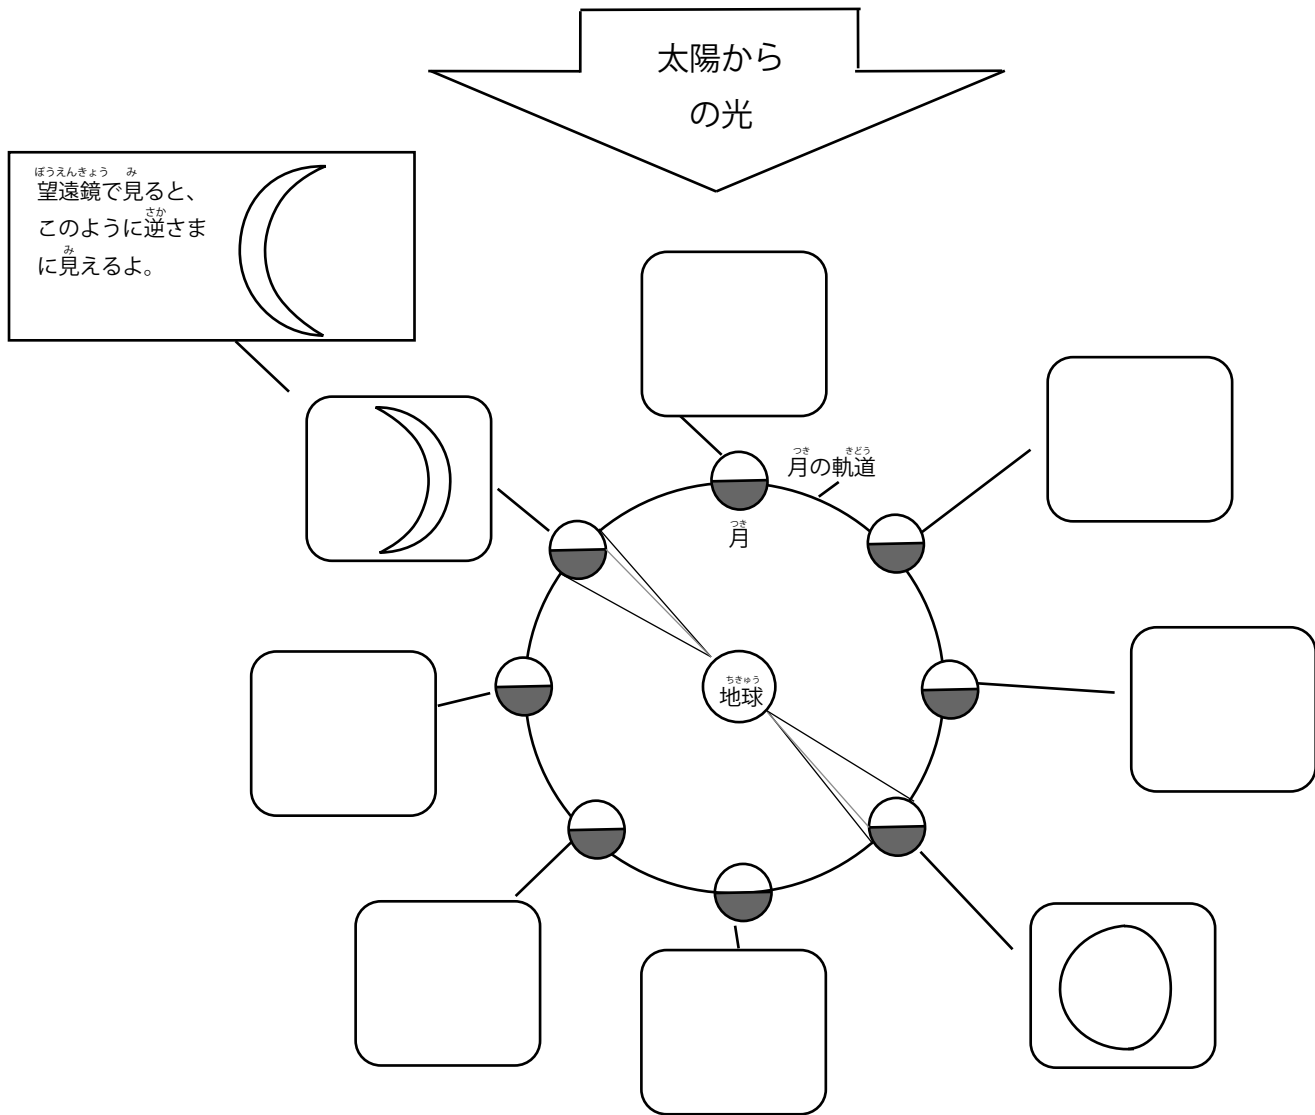 太陽から
の光
ぼうえんきょう み
望遠鏡で見ると、
さか
このように逆さま
み
に見えるよ。
つき きどう
月の軌道
つき
月
ちきゅう
地球